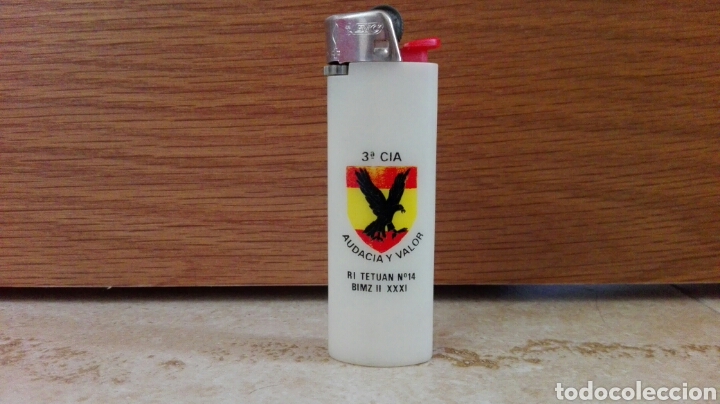 3ª CIA
AUDACIA Y VALOR
RI TETUAN Nº14
BIMZ II XXXI
todocoleccion